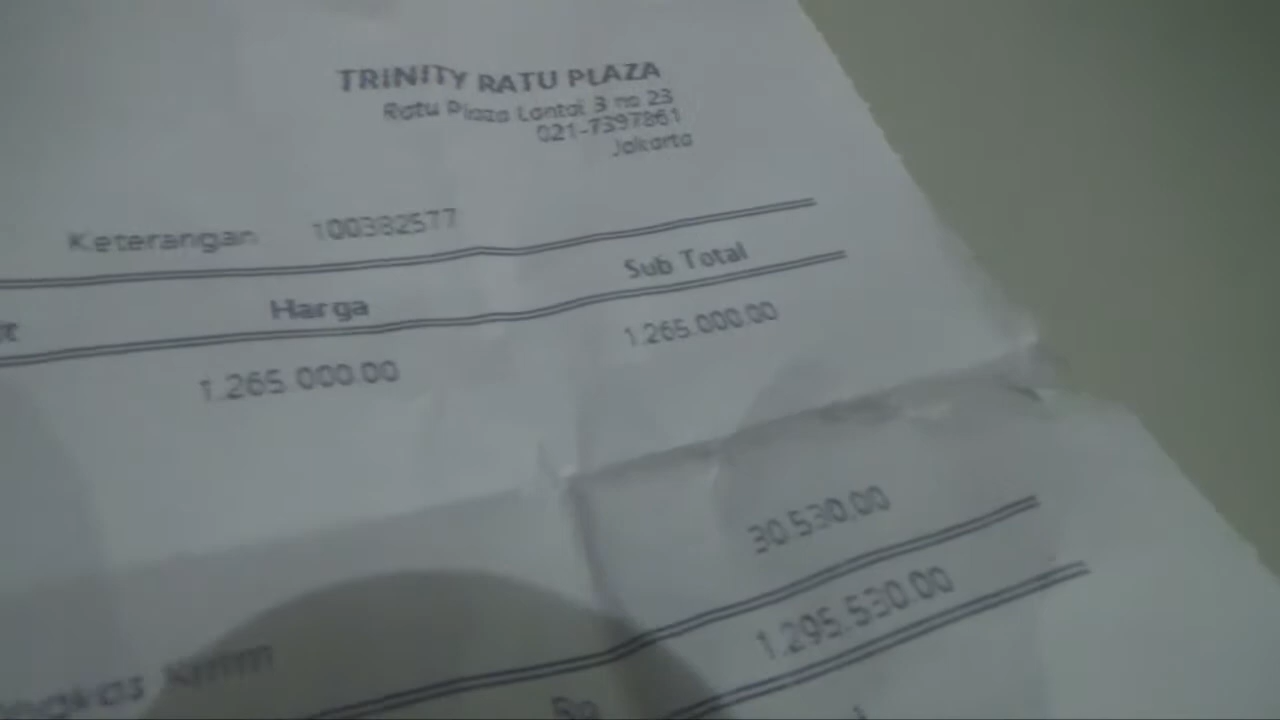 TRINITY RATU PLAZA
Ratu Plaza Lantai 3 no 23
021-7397861
Jakarta
Keterangan 100382577
Harga Sub Total
1.265.000.00 1.265.000.00
30.530.00
1.295.530.00
Rp